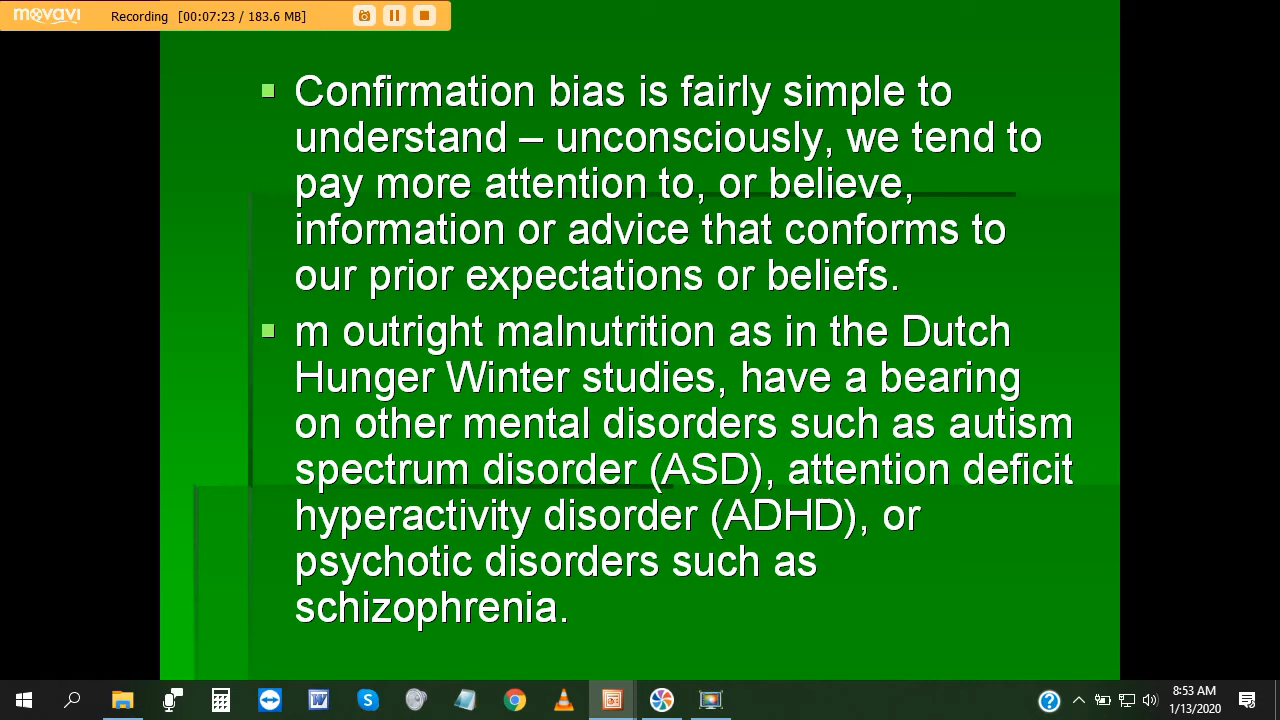 movavi Recording [00:07:23 / 183.6 MB]
Confirmation bias is fairly simple to
understand – unconsciously, we tend to
pay more attention to, or believe,
information or advice that conforms to
our prior expectations or beliefs.
m outright malnutrition as in the Dutch
Hunger Winter studies, have a bearing
on other mental disorders such as autism
spectrum disorder (ASD), attention deficit
hyperactivity disorder (ADHD), or
psychotic disorders such as
schizophrenia.
8:53 AM
1/13/2020